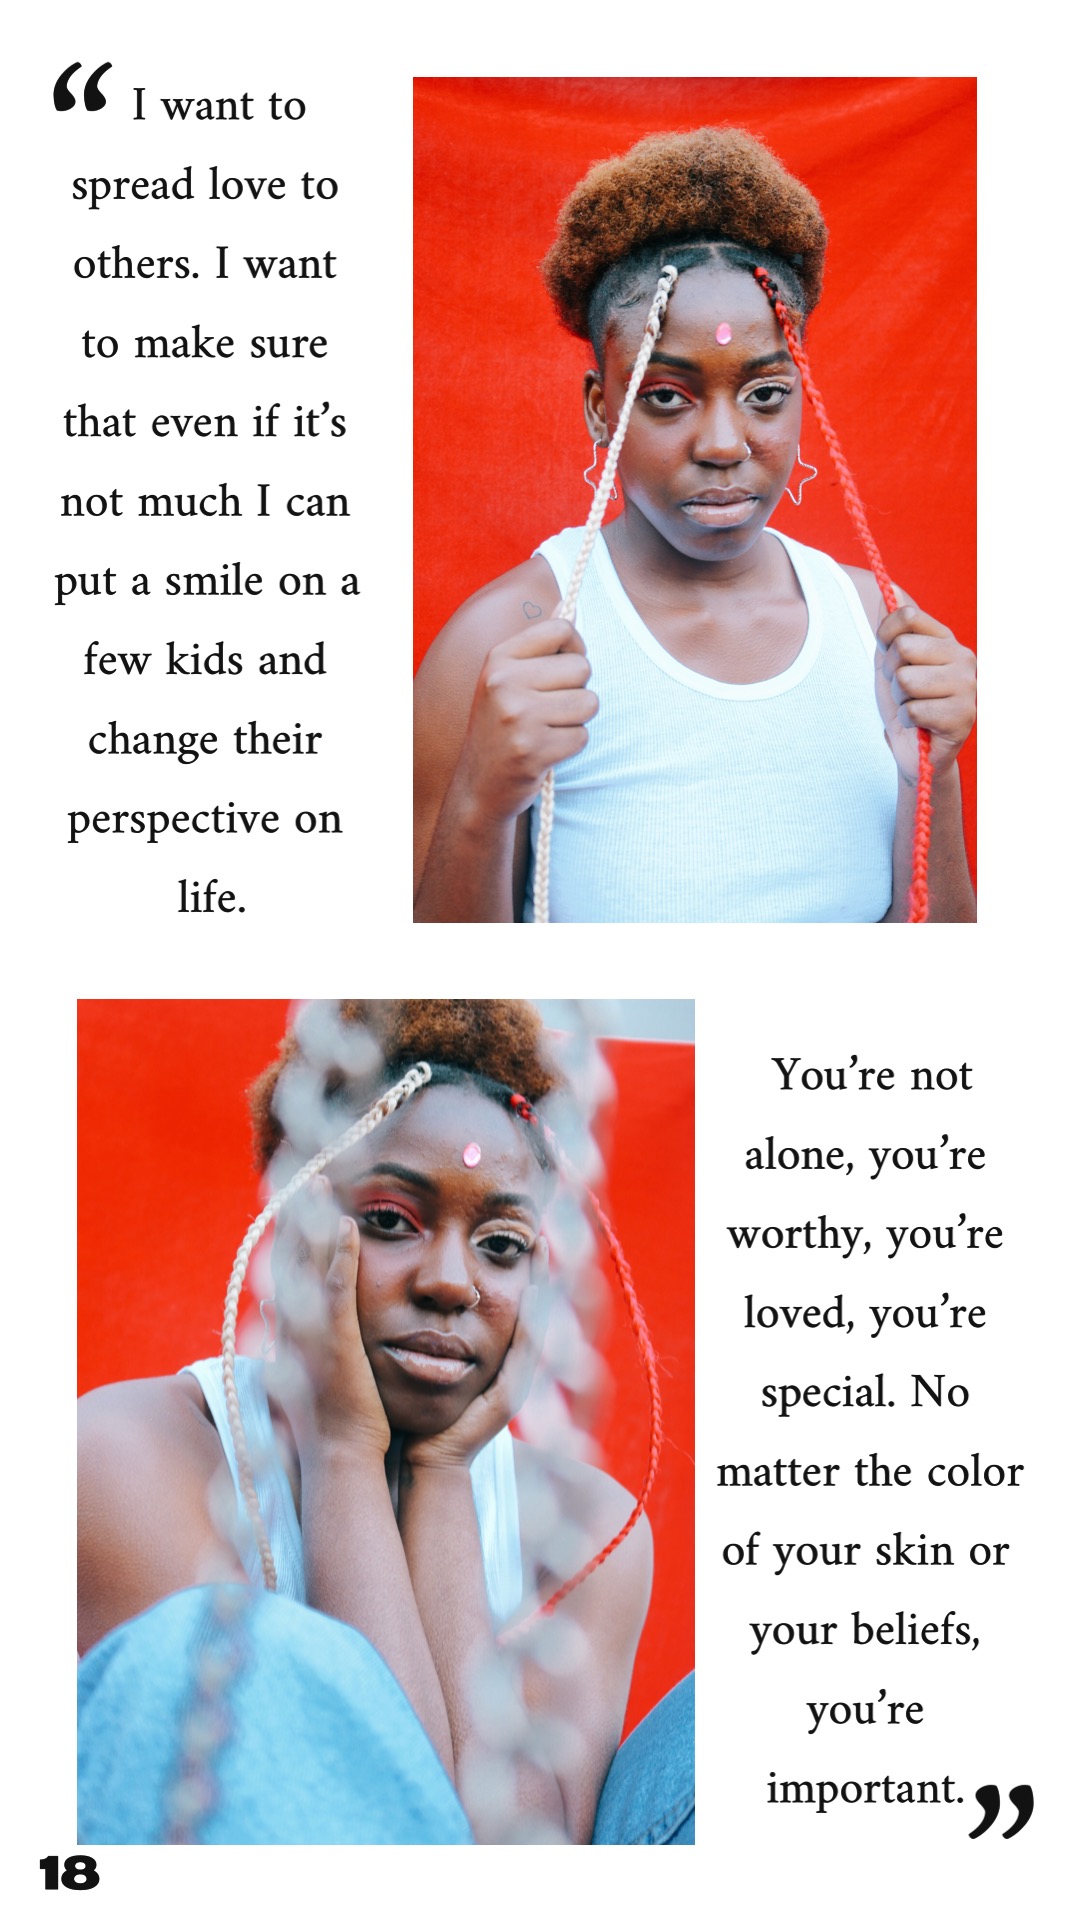 “ I want to
spread love to
others. I want
to make sure
that even if it’s
not much I can
put a smile on a
few kids and
change their
perspective on
life.
You’re not
alone, you’re
worthy, you’re
loved, you’re
special. No
matter the color
of your skin or
your beliefs,
you’re
important. ”
18